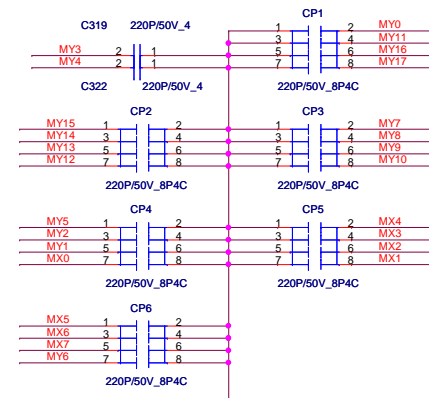 C319 220P/50V_4 CP1
1 2 MY0
3 4 MY11
MY3 2 1 5 6 MY16
MY4 2 1 7 8 MY17
C322 220P/50V_4 220P/50V_8P4C
CP2 CP3
MY15 1 2 1 2 MY7
MY14 3 4 3 4 MY8
MY13 5 6 5 6 MY9
MY12 7 8 7 8 MY10
220P/50V_8P4C 220P/50V_8P4C
CP4 CP5
MY5 1 2 1 2 MX4
MY2 3 4 3 4 MX3
MY1 5 6 5 6 MX2
MX0 7 8 7 8 MX1
220P/50V_8P4C 220P/50V_8P4C
CP6
MX5 1 2
MX6 3 4
MX7 5 6
MY6 7 8
220P/50V_8P4C